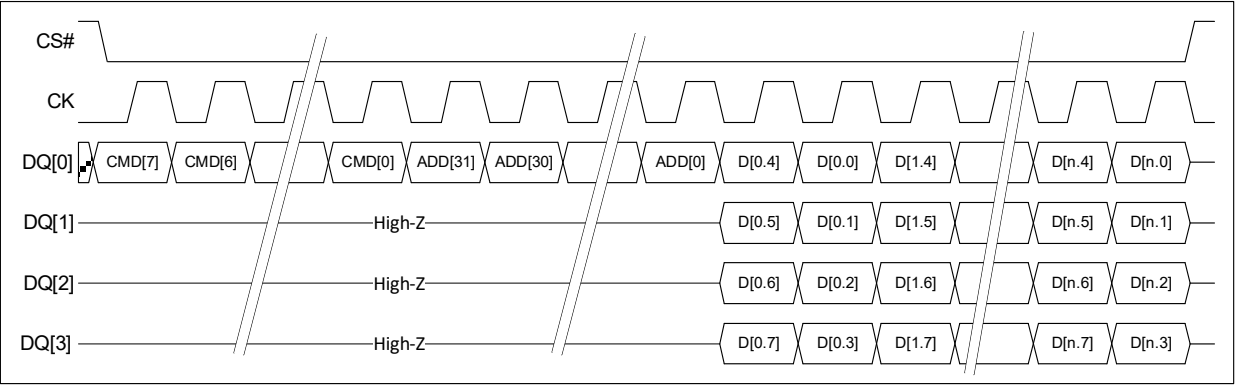 CS#
CK
DQ[0] CMD[7] CMD[6] CMD[0] ADD[31] ADD[30] ADD[0] D[0.4] D[0.0] D[1.4] D[n.4] D[n.0]
DQ[1] High-Z D[0.5] D[0.1] D[1.5] D[n.5] D[n.1]
DQ[2] High-Z D[0.6] D[0.2] D[1.6] D[n.6] D[n.2]
DQ[3] High-Z D[0.7] D[0.3] D[1.7] D[n.7] D[n.3]